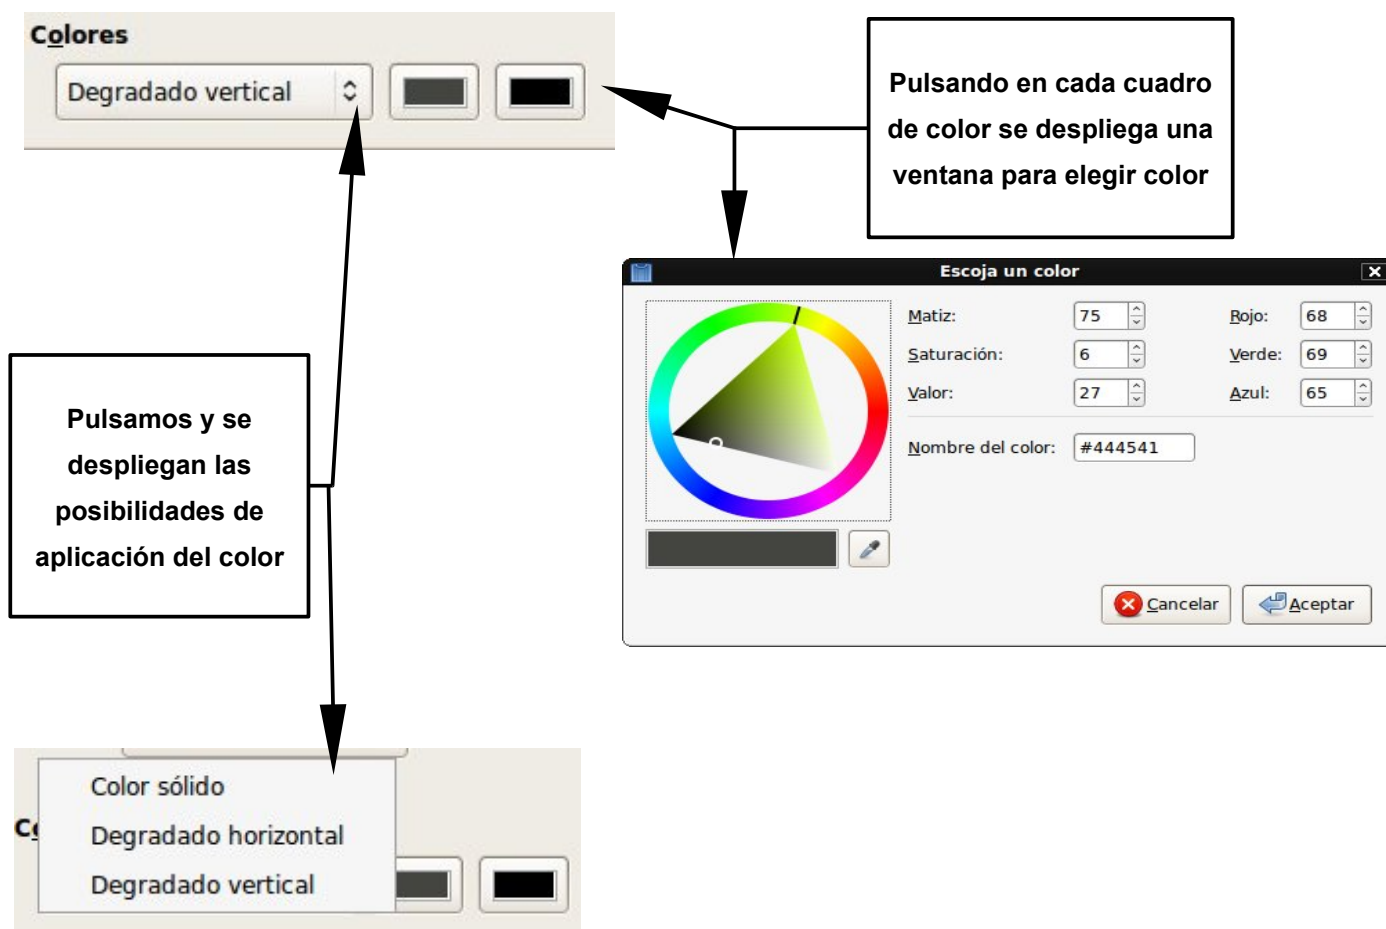 Colores
Degradado vertical
Pulsando en cada cuadro
de color se despliega una
ventana para elegir color
Escoja un color
Matiz: 75 Rojo: 68
Saturación: 6 Verde: 69
Valor: 27 Azul: 65
Nombre del color: #444541
Cancelar Aceptar
Pulsamos y se
despliegan las
posibilidades de
aplicación del color
Color sólido
Degradado horizontal
Degradado vertical